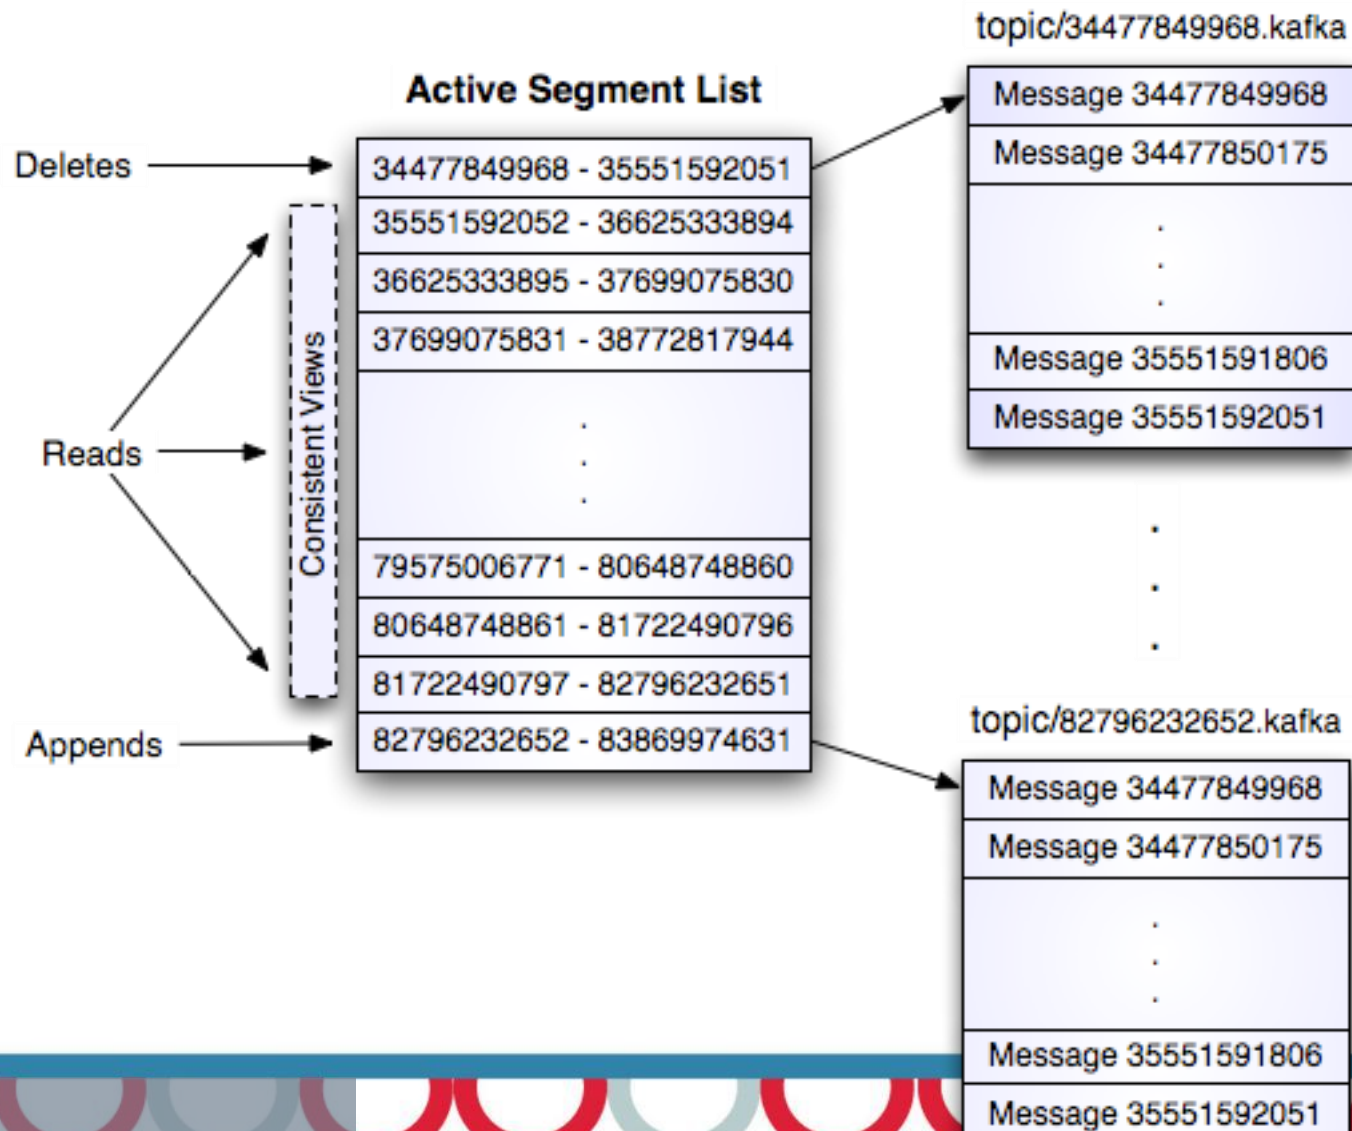 topic/34477849968.kafka
Active Segment List
Message 34477849968
Message 34477850175
.
.
.
Message 35551591806
Message 35551592051
Deletes
34477849968 - 35551592051
35551592052 - 36625333894
36625333895 - 37699075830
37699075831 - 38772817944
.
.
.
79575006771 - 80648748860
80648748861 - 81722490796
81722490797 - 82796232651
82796232652 - 83869974631
Consistent Views
Reads
Appends
.
.
.
topic/82796232652.kafka
Message 34477849968
Message 34477850175
.
.
.
Message 35551591806
Message 35551592051